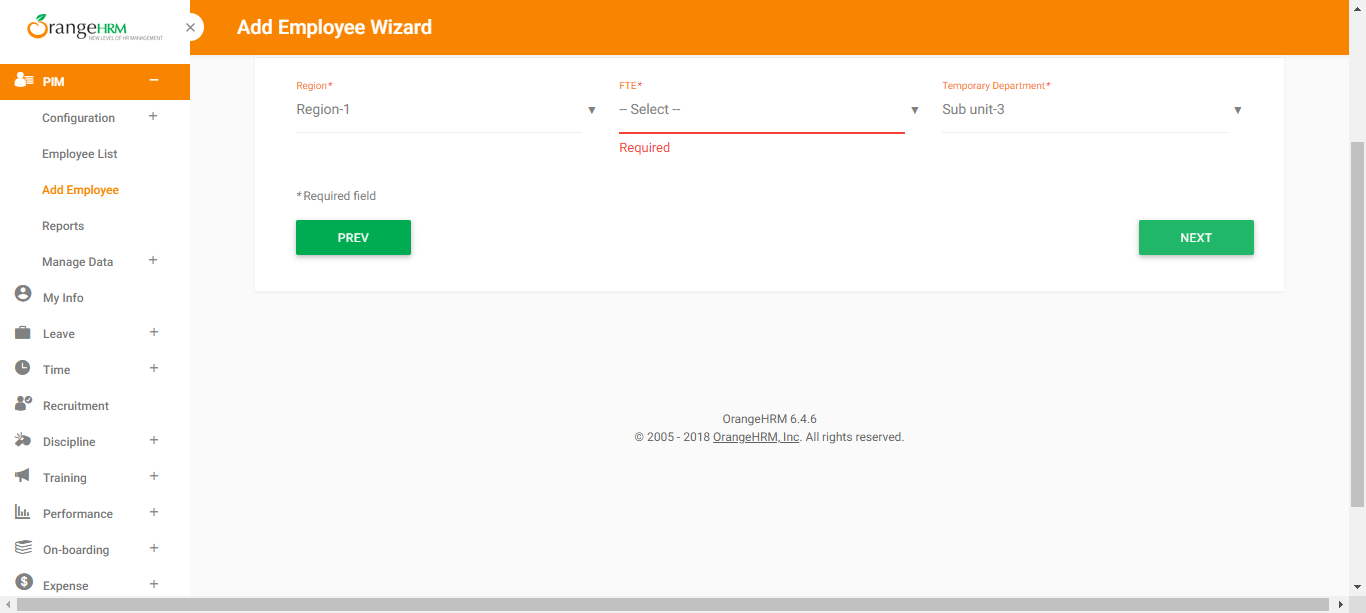 OrangeHRM
NEW LEVEL OF HR MANAGEMENT
Add Employee Wizard
PIM
Configuration
Employee List
Add Employee
Reports
Manage Data
My Info
Leave
Time
Recruitment
Discipline
Training
Performance
On-boarding
Expense
Region* FTE* Temporary Department*
Region-1 -- Select -- Sub unit-3
Required
* Required field
PREV NEXT
OrangeHRM 6.4.6
© 2005 - 2018 OrangeHRM, Inc. All rights reserved.